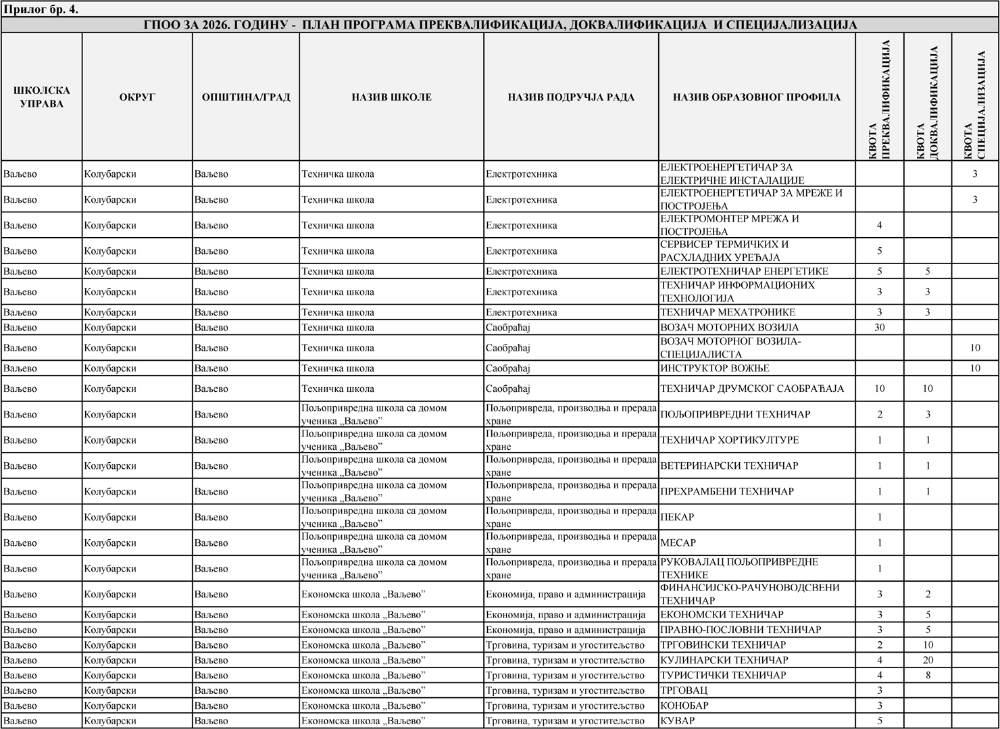 Прилог бр. 4.
ГПОО ЗА 2026. ГОДИНУ - ПЛАН ПРОГРАМА ПРЕКВАЛИФИКАЦИЈА, ДОКВАЛИФИКАЦИЈА И СПЕЦИЈАЛИЗАЦИЈА
ШКОЛСКА УПРАВА ОКРУГ ОПШТИНА/ГРАД НАЗИВ ШКОЛЕ НАЗИВ ПОДРУЧЈА РАДА НАЗИВ ОБРАЗОВНОГ ПРОФИЛА КВОТА ПРЕКВАЛИФИКАЦИЈА КВОТА ДОКВАЛИФИКАЦИЈА КВОТА СПЕЦИЈАЛИЗАЦИЈА
Ваљево Колубарски Ваљево Техничка школа Електротехника ЕЛЕКТРОЕНЕРГЕТИЧАР ЗА ЕЛЕКТРИЧНЕ ИНСТАЛАЦИЈЕ 3
Ваљево Колубарски Ваљево Техничка школа Електротехника ЕЛЕКТРОЕНЕРГЕТИЧАР ЗА МРЕЖЕ И ПОСТРОЈЕЊА 3
Ваљево Колубарски Ваљево Техничка школа Електротехника ЕЛЕКТРОМОНТЕР МРЕЖА И ПОСТРОЈЕЊА 4
Ваљево Колубарски Ваљево Техничка школа Електротехника СЕРВИСЕР ТЕРМИЧКИХ И РАСХЛАДНИХ УРЕЂАЈА 5
Ваљево Колубарски Ваљево Техничка школа Електротехника ЕЛЕКТРОТЕХНИЧАР ЕНЕРГЕТИКЕ 5 5
Ваљево Колубарски Ваљево Техничка школа Електротехника ТЕХНИЧАР ИНФОРМАЦИОНИХ ТЕХНОЛОГИЈА 3 3
Ваљево Колубарски Ваљево Техничка школа Електротехника ТЕХНИЧАР МЕХАТРОНИКЕ 3 3
Ваљево Колубарски Ваљево Техничка школа Саобраћај ВОЗАЧ МОТОРНИХ ВОЗИЛА 30
Ваљево Колубарски Ваљево Техничка школа Саобраћај ВОЗАЧ МОТОРНОГ ВОЗИЛА-СПЕЦИЈАЛИСТА 10
Ваљево Колубарски Ваљево Техничка школа Саобраћај ИНСТРУКТОР ВОЖЊЕ 10
Ваљево Колубарски Ваљево Техничка школа Саобраћај ТЕХНИЧАР ДРУМСКОГ САОБРАЋАЈА 10 10
Ваљево Колубарски Ваљево Пољопривредна школа са домом ученика „Ваљево” Пољопривреда, производња и прерада хране ПОЉОПРИВРЕДНИ ТЕХНИЧАР 2 3
Ваљево Колубарски Ваљево Пољопривредна школа са домом ученика „Ваљево” Пољопривреда, производња и прерада хране ТЕХНИЧАР ХОРТИКУЛТУРЕ 1 1
Ваљево Колубарски Ваљево Пољопривредна школа са домом ученика „Ваљево” Пољопривреда, производња и прерада хране ВЕТЕРИНАРСКИ ТЕХНИЧАР 1 1
Ваљево Колубарски Ваљево Пољопривредна школа са домом ученика „Ваљево” Пољопривреда, производња и прерада хране ПРЕХРАМБЕНИ ТЕХНИЧАР 1 1
Ваљево Колубарски Ваљево Пољопривредна школа са домом ученика „Ваљево” Пољопривреда, производња и прерада хране ПЕКАР 1
Ваљево Колубарски Ваљево Пољопривредна школа са домом ученика „Ваљево” Пољопривреда, производња и прерада хране МЕСАР 1
Ваљево Колубарски Ваљево Пољопривредна школа са домом ученика „Ваљево” Пољопривреда, производња и прерада хране РУКОВАЛАЦ ПОЉОПРИВРЕДНЕ ТЕХНИКЕ 1
Ваљево Колубарски Ваљево Економска школа „Ваљево” Економија, право и администрација ФИНАНСИЈСКО-РАЧУНОВОДСВЕНИ ТЕХНИЧАР 3 2
Ваљево Колубарски Ваљево Економска школа „Ваљево” Економија, право и администрација ЕКОНОМСКИ ТЕХНИЧАР 3 5
Ваљево Колубарски Ваљево Економска школа „Ваљево” Економија, право и администрација ПРАВНО-ПОСЛОВНИ ТЕХНИЧАР 3 5
Ваљево Колубарски Ваљево Економска школа „Ваљево” Трговина, туризам и угоститељство ТРГОВИНСКИ ТЕХНИЧАР 2 10
Ваљево Колубарски Ваљево Економска школа „Ваљево” Трговина, туризам и угоститељство КУЛИНАРСКИ ТЕХНИЧАР 4 20
Ваљево Колубарски Ваљево Економска школа „Ваљево” Трговина, туризам и угоститељство ТУРИСТИЧКИ ТЕХНИЧАР 4 8
Ваљево Колубарски Ваљево Економска школа „Ваљево” Трговина, туризам и угоститељство ТРГОВАЦ 3
Ваљево Колубарски Ваљево Економска школа „Ваљево” Трговина, туризам и угоститељство КОНОБАР 3
Ваљево Колубарски Ваљево Економска школа „Ваљево” Трговина, туризам и угоститељство КУВАР 5